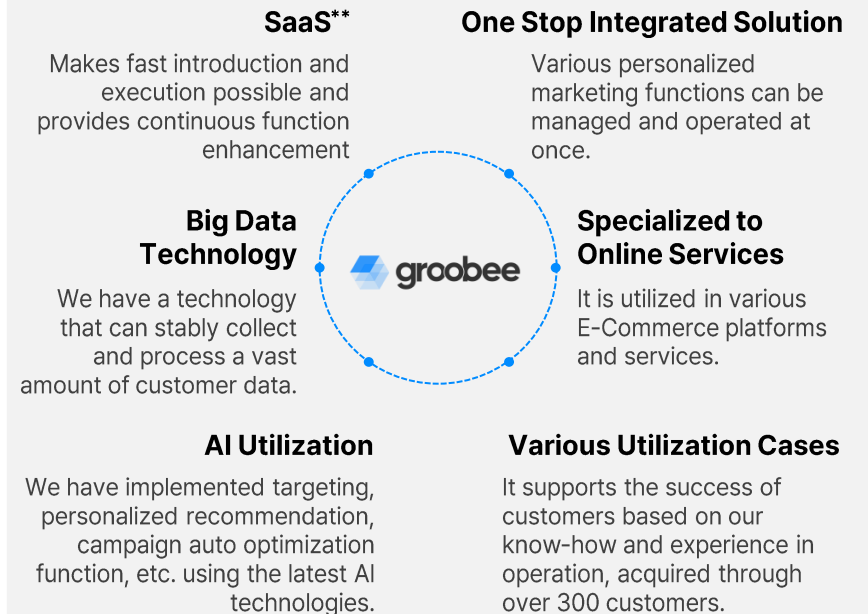 SaaS**
Makes fast introduction and
execution possible and
provides continuous function
enhancement
One Stop Integrated Solution
Various personalized
marketing functions can be
managed and operated at
once.
Big Data
Technology
We have a technology
that can stably collect
and process a vast
amount of customer data.
groobee
Specialized to
Online Services
It is utilized in various
E-Commerce platforms
and services.
AI Utilization
We have implemented targeting,
personalized recommendation,
campaign auto optimization
function, etc. using the latest AI
technologies.
Various Utilization Cases
It supports the success of
customers based on our
know-how and experience in
operation, acquired through
over 300 customers.